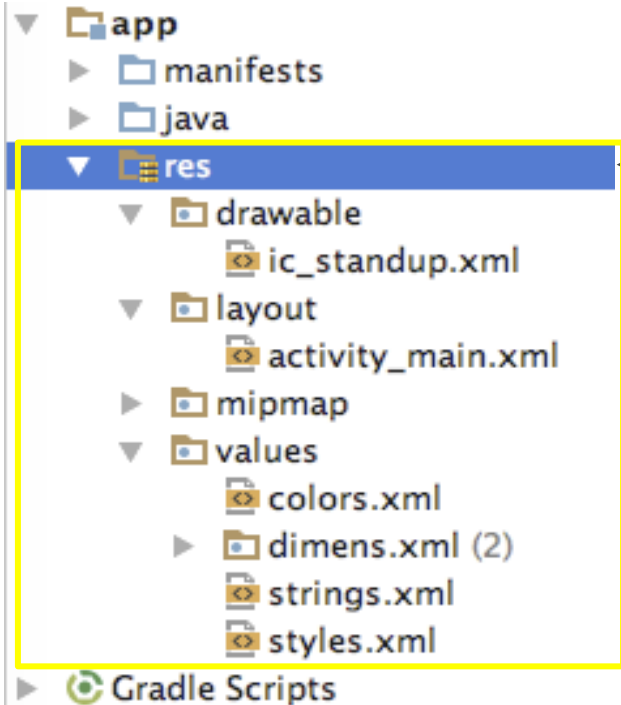 app
manifests
java
res
drawable
ic_standup.xml
layout
activity_main.xml
mipmap
values
colors.xml
dimens.xml (2)
strings.xml
styles.xml
Gradle Scripts